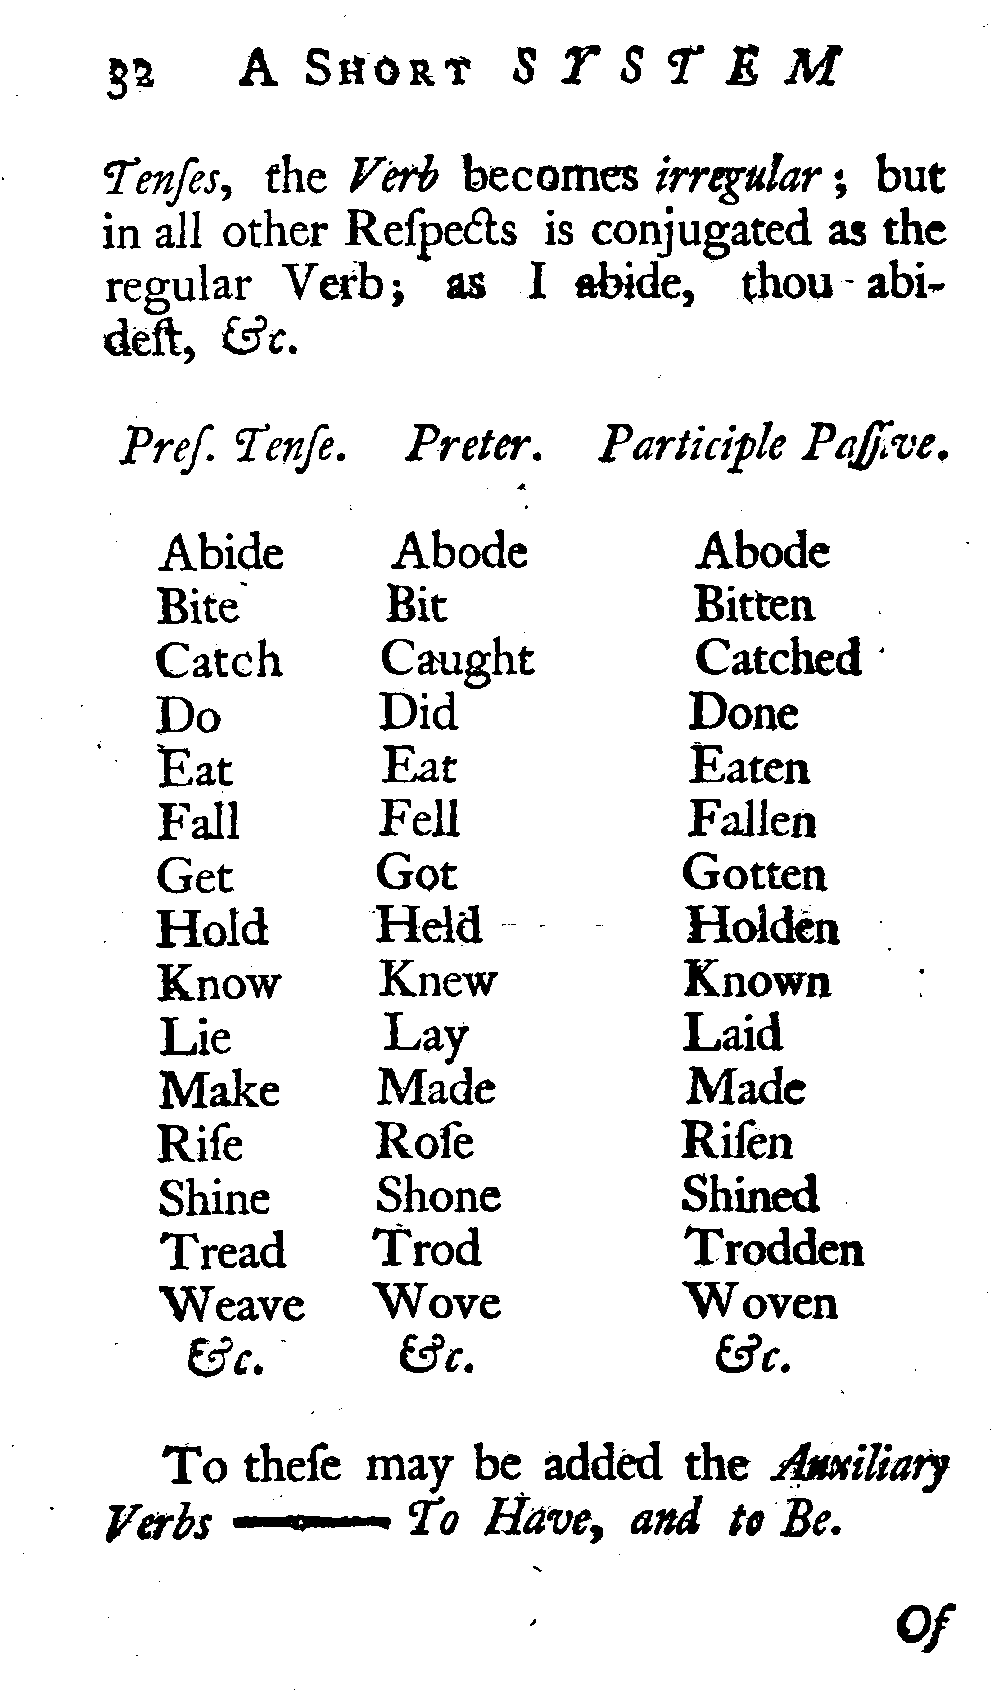 32 A SHORT SYSTEM
Tenſes, the Verb becomes irregular; but
in all other Reſpects is conjugated as the
regular Verb; as I abide, thou abi-
deſt, &c.
Preſ. Tenſe. Preter. Participle Paſſive.
Abide Abode Abode
Bite Bit Bitten
Catch Caught Catched
Do Did Done
Eat Eat Eaten
Fall Fell Fallen
Get Got Gotten
Hold Held Holden
Know Knew Known
Lie Lay Laid
Make Made Made
Riſe Roſe Riſen
Shine Shone Shined
Tread Trod Trodden
Weave Wove Woven
&c. &c. &c.
To theſe may be added the Auxiliary
Verbs —— To Have, and to Be.
Of